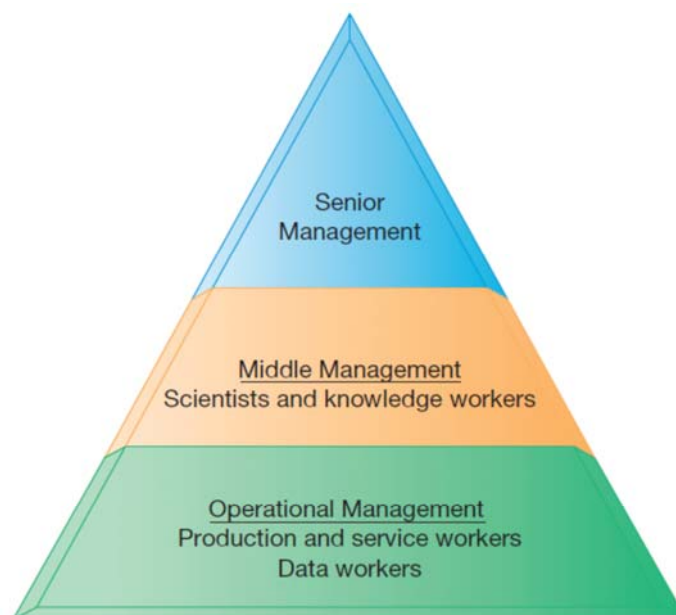 Senior
Management
Middle Management
Scientists and knowledge workers
Operational Management
Production and service workers
Data workers